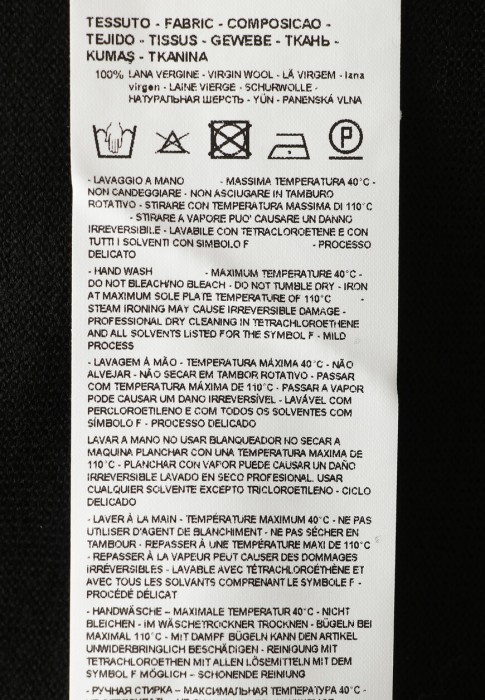 TESSUTO - FABRIC - COMPOSICAO -
TEJIDO - TISSUS - GEWEBE - ТКАНЬ -
KUMAŞ - TKANINA
100% LANA VERGINE - VIRGIN WOOL - LÃ VIRGEM - lana
virgen - LAINE VIERGE - SCHURWOLLE -
НАТУРАЛЬНАЯ ШЕРСТЬ - YÜN - PANENSKÁ VLNA
P
- LAVAGGIO A MANO - MASSIMA TEMPERATURA 40°C -
NON CANDEGGIARE - NON ASCIUGARE IN TAMBURO
ROTATIVO - STIRARE CON TEMPERATURA MASSIMA DI 110°C
- STIRARE A VAPORE PUO' CAUSARE UN DANNO
IRREVERSIBILE - LAVABILE CON TETRACLOROETENE E CON
TUTTI I SOLVENTI CON SIMBOLO F - PROCESSO
DELICATO
- HAND WASH - MAXIMUM TEMPERATURE 40°C -
DO NOT BLEACH/NO BLEACH - DO NOT TUMBLE DRY - IRON
AT MAXIMUM SOLE PLATE TEMPERATURE OF 110°C -
STEAM IRONING MAY CAUSE IRREVERSIBLE DAMAGE -
PROFESSIONAL DRY CLEANING IN TETRACHLOROETHENE
AND ALL SOLVENTS LISTED FOR THE SYMBOL F - MILD
PROCESS
- LAVAGEM À MÃO - TEMPERATURA MÁXIMA 40°C - NÃO
ALVEJAR - NÃO SECAR EM TAMBOR ROTATIVO - PASSAR
COM TEMPERATURA MÁXIMA DE 110°C - PASSAR A VAPOR
PODE CAUSAR UM DANO IRREVERSÍVEL - LAVÁVEL COM
PERCLOROETILENO E COM TODOS OS SOLVENTES COM
SÍMBOLO F - PROCESSO DELICADO
LAVAR A MANO NO USAR BLANQUEADOR NO SECAR A
MAQUINA PLANCHAR CON UNA TEMPERATURA MAXIMA DE
110°C - PLANCHAR CON VAPOR PUEDE CAUSAR UN DAÑO
IRREVERSIBLE LAVADO EN SECO PROFESIONAL. USAR
CUALQUIER SOLVENTE EXCEPTO TRICLOROETILENO - CICLO
DELICADO
- LAVER À LA MAIN - TEMPÉRATURE MAXIMUM 40°C - NE PAS
UTILISER D'AGENT DE BLANCHIMENT - NE PAS SÉCHER EN
TAMBOUR - REPASSER À UNE TEMPÉRATURE MAXI DE 110°C
- REPASSER À LA VAPEUR PEUT CAUSER DES DOMMAGES
IRRÉVERSIBLES - LAVABLE AVEC TÉTRACHLOROÉTHÈNE ET
AVEC TOUS LES SOLVANTS COMPRENANT LE SYMBOLE F -
PROCÉDÉ DÉLICAT
- HANDWÄSCHE – MAXIMALE TEMPERATUR 40°C - NICHT
BLEICHEN - IM WÄSCHETROCKNER TROCKNEN - BÜGELN BEI
MAXIMAL 110°C - MIT DAMPF BÜGELN KANN DEN ARTIKEL
UNWIDERBRINGLICH BESCHÄDIGEN - REINIGUNG MIT
TETRACHLOROETHEN MIT ALLEN LÖSEMITTELN MIT DEM
SYMBOL F MÖGLICH – SCHONENDE REINIUNG
- РУЧНАЯ СТИРКА – МАКСИМАЛЬНАЯ ТЕМПЕРАТУРА 40°C -